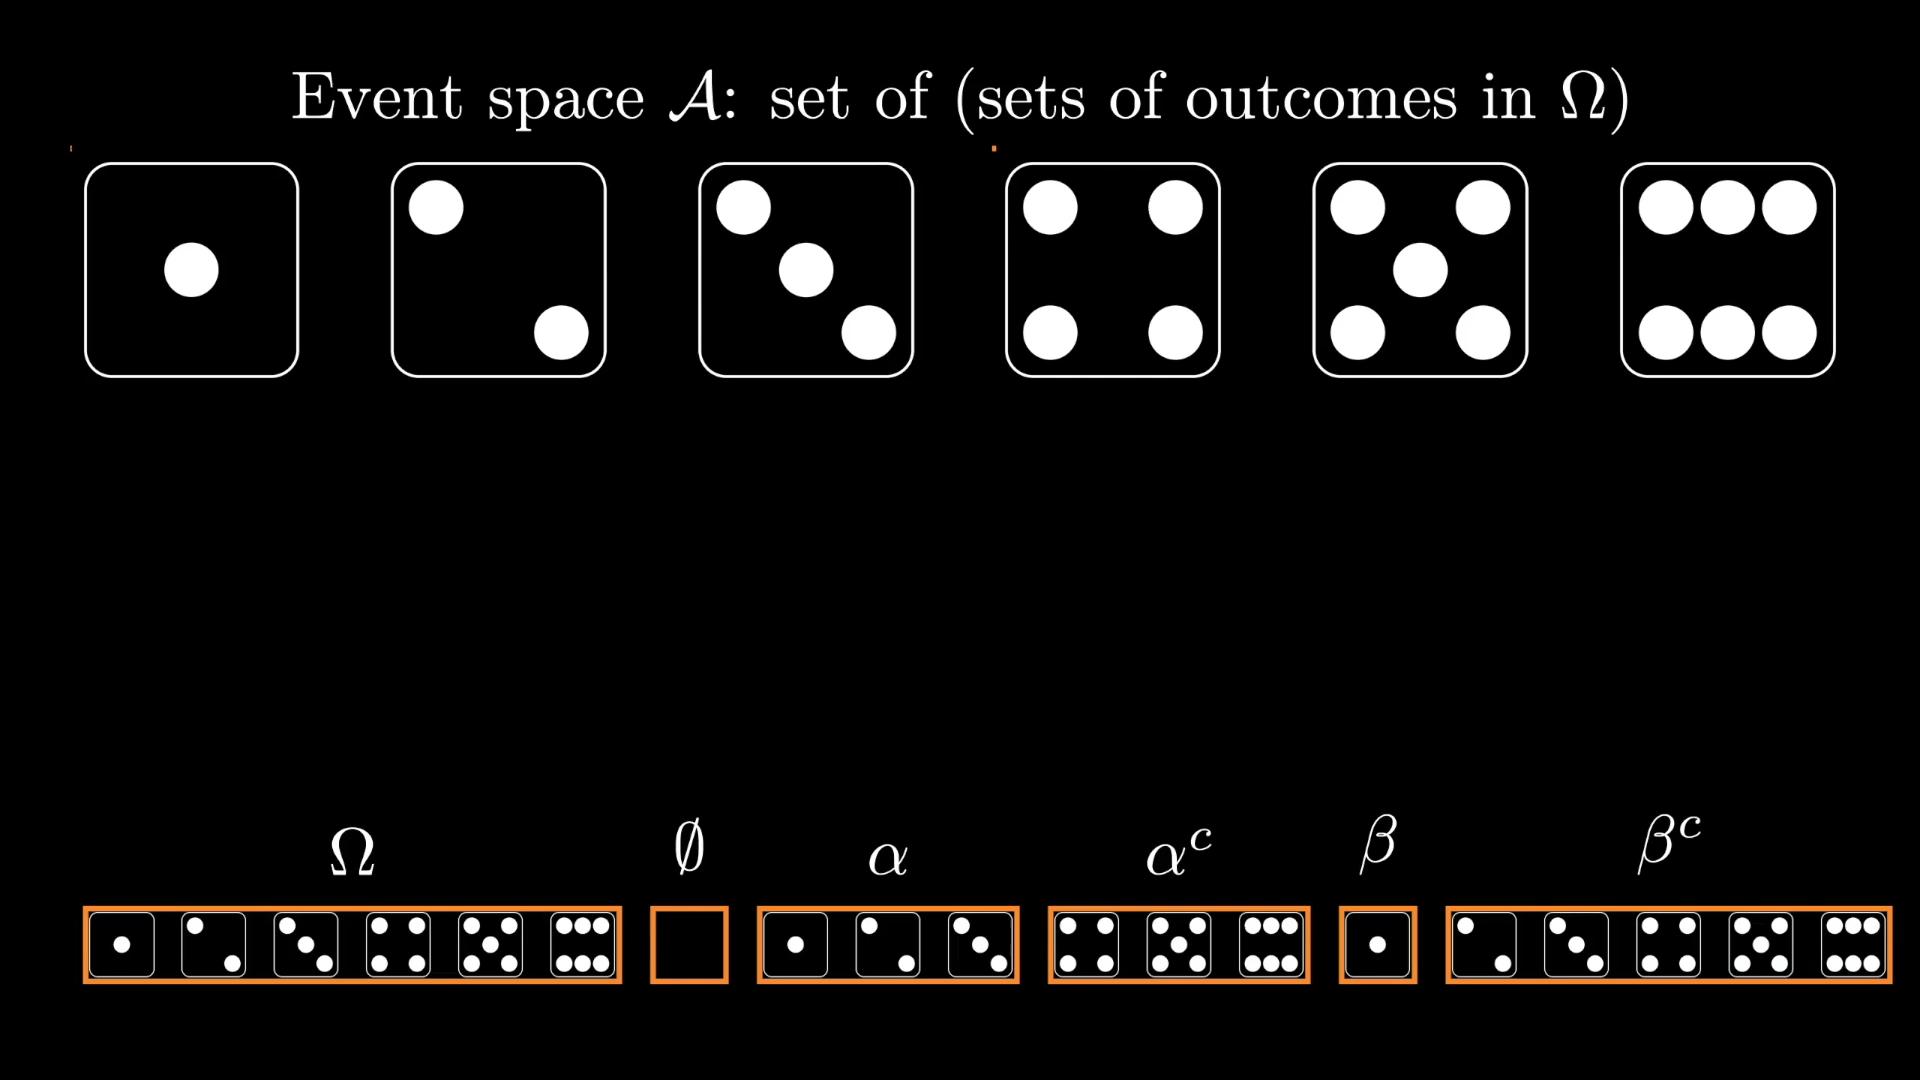 Event space 𝒜: set of (sets of outcomes in Ω)
Ω ∅ α αᶜ β βᶜ